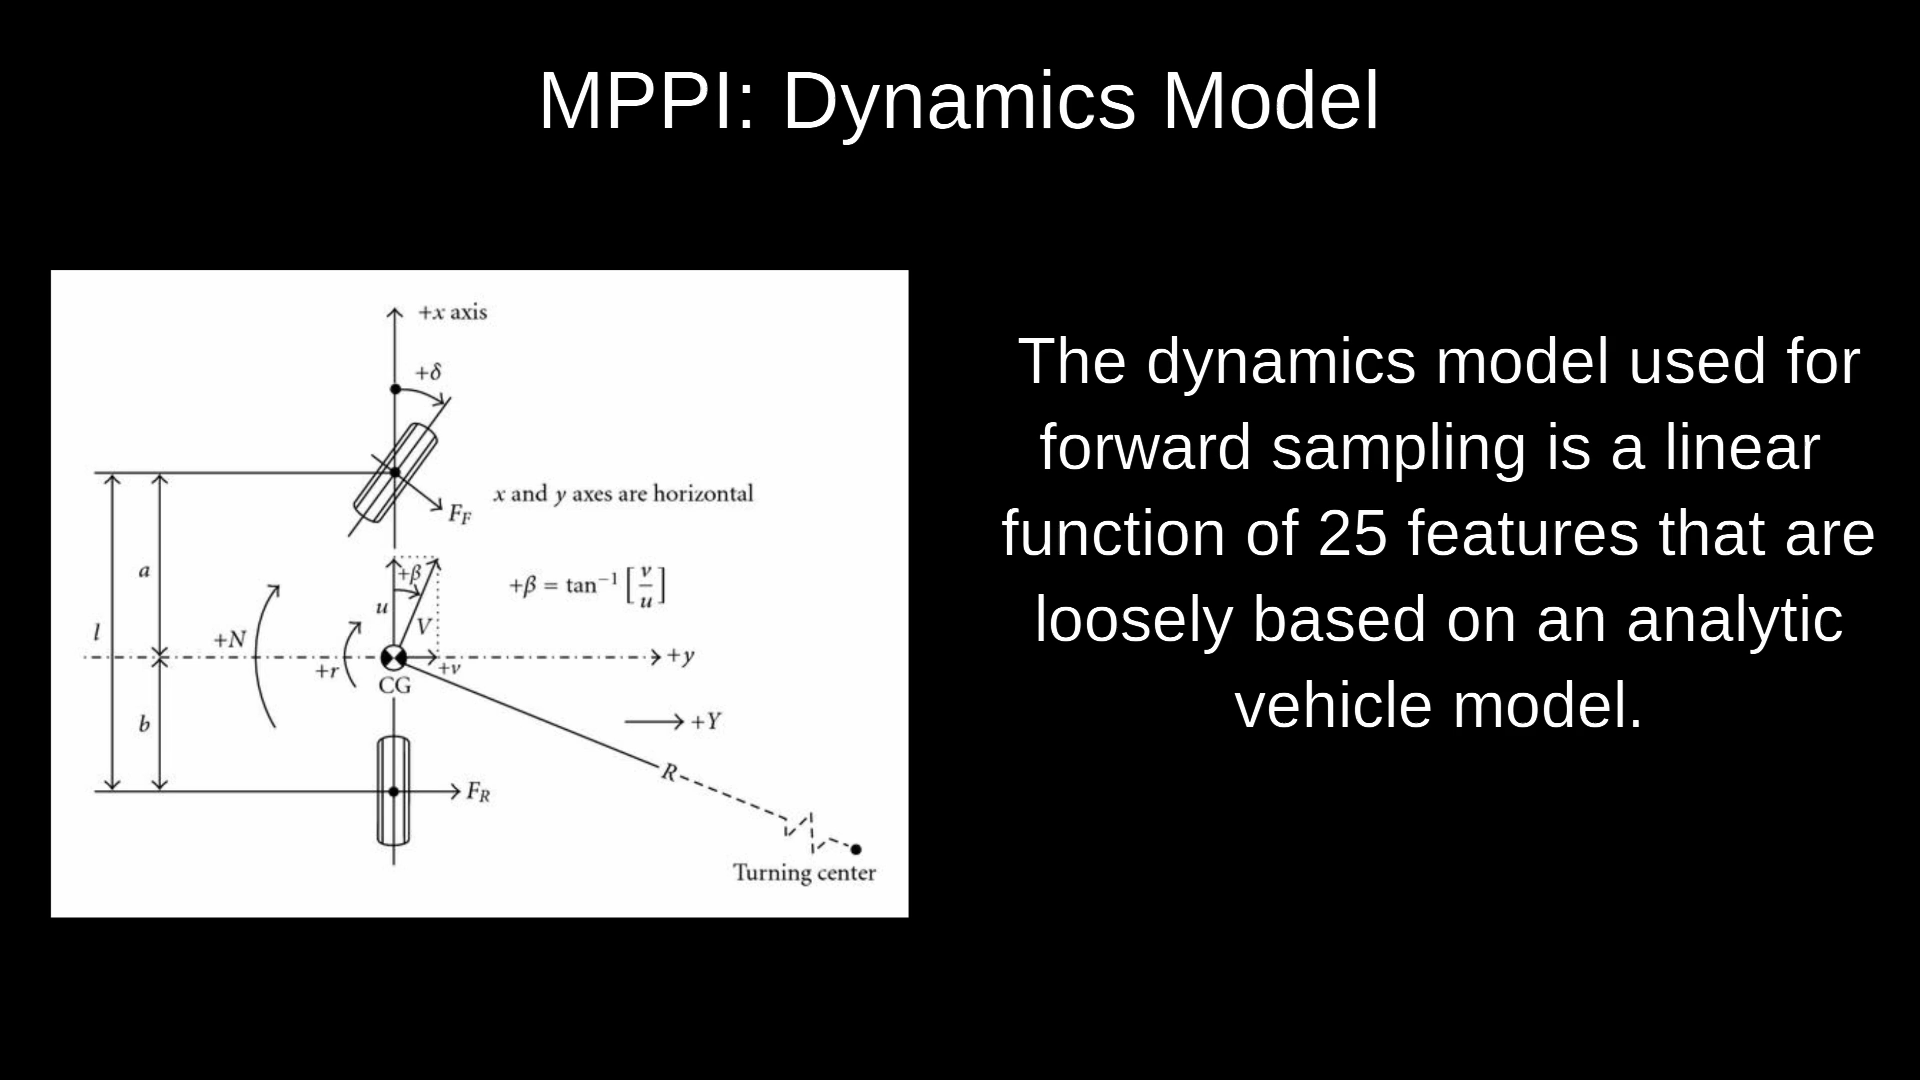 MPPI: Dynamics Model
+x axis
+δ
F_F
x and y axes are horizontal
a
+β
+β = tan⁻¹ [v/u]
u
l
V
+N
+r
+v
+y
CG
+Y
b
R
F_R
Turning center
The dynamics model used for
forward sampling is a linear
function of 25 features that are
loosely based on an analytic
vehicle model.